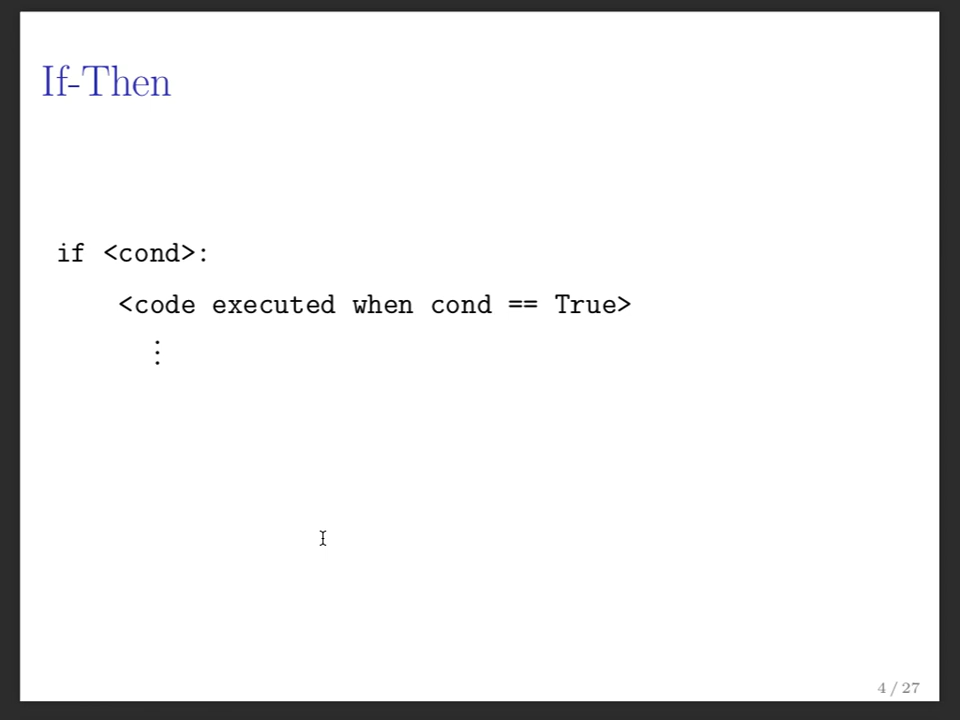 If-Then
if <cond>:
<code executed when cond == True>
⋮
4 / 27